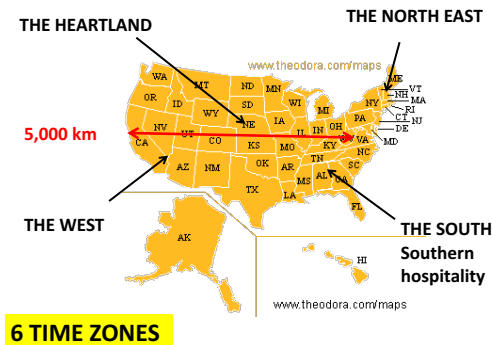 THE NORTH EAST
THE HEARTLAND
www.theodora.com/maps
WA
MT
ND
MN
ME
VT
NH
MA
OR
ID
SD
WI
MI
NY
RI
CT
NJ
WY
IA
PA
DE
MD
5,000 km
NV
UT
NE
IL
IN
OH
VA
CA
CO
KS
MO
KY
NC
AZ
NM
OK
AR
TN
SC
MS
AL
GA
TX
LA
FL
THE WEST
THE SOUTH
Southern
hospitality
AK
HI
www.theodora.com/maps
6 TIME ZONES